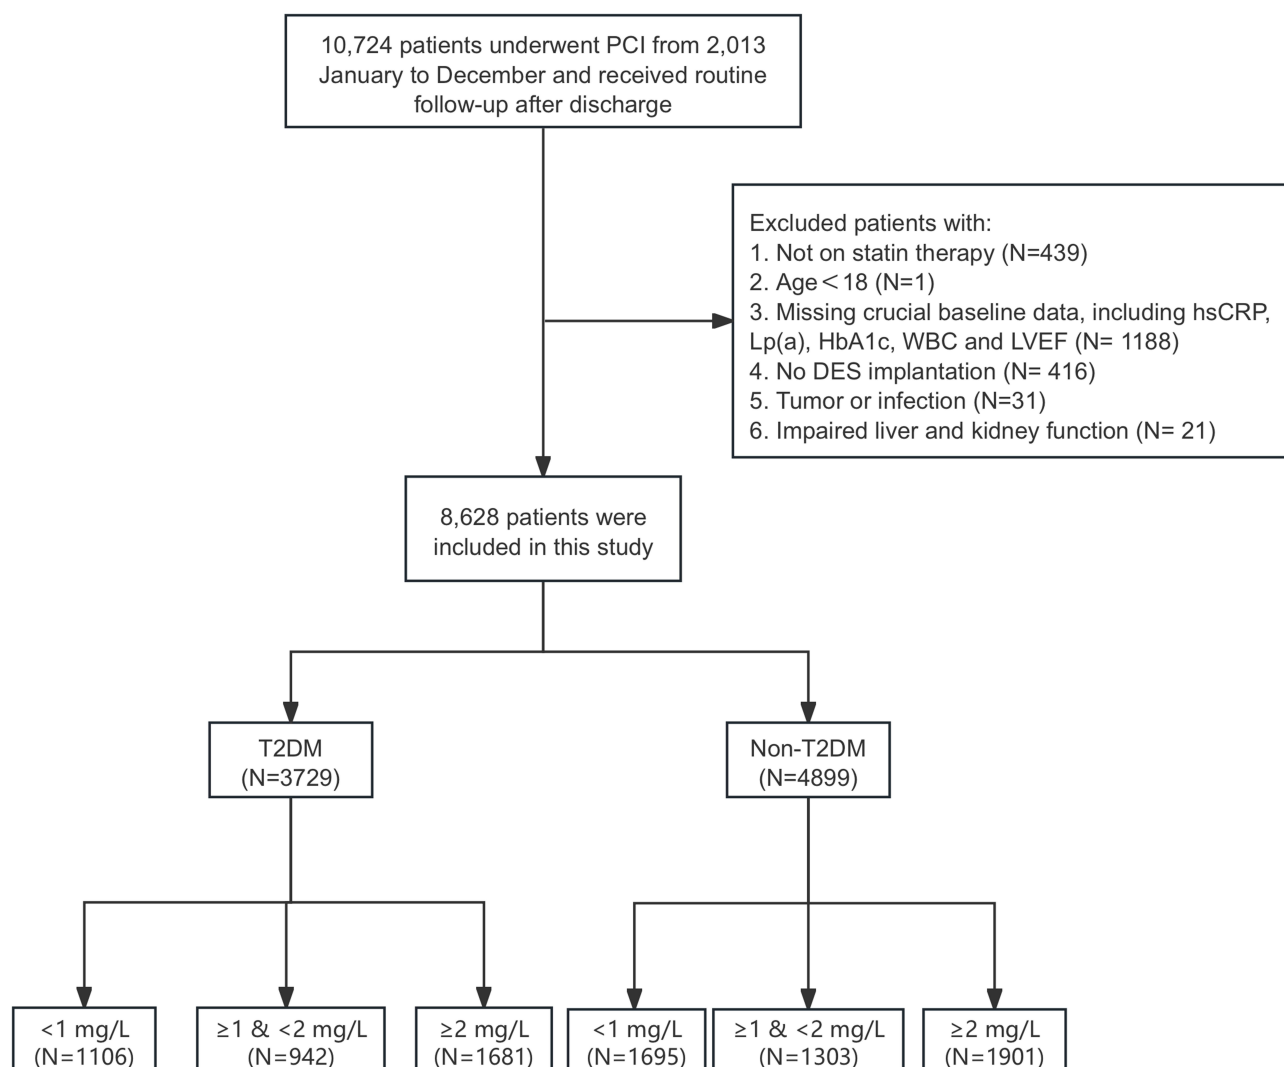 10,724 patients underwent PCI from 2,013
January to December and received routine
follow-up after discharge
Excluded patients with:
1. Not on statin therapy (N=439)
2. Age<18 (N=1)
3. Missing crucial baseline data, including hsCRP,
Lp(a), HbA1c, WBC and LVEF (N= 1188)
4. No DES implantation (N= 416)
5. Tumor or infection (N=31)
6. Impaired liver and kidney function (N= 21)
8,628 patients were
included in this study
T2DM
(N=3729)
Non-T2DM
(N=4899)
<1 mg/L
(N=1106)
≥1 & <2 mg/L
(N=942)
≥2 mg/L
(N=1681)
<1 mg/L
(N=1695)
≥1 & <2 mg/L
(N=1303)
≥2 mg/L
(N=1901)